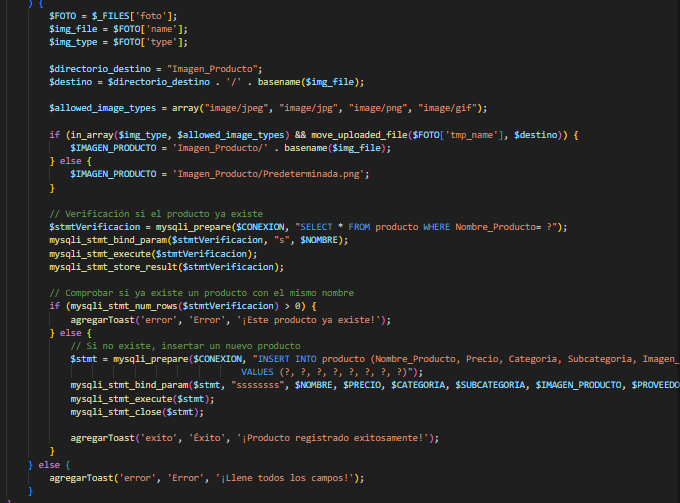 ) {
$FOTO = $_FILES['foto'];
$img_file = $FOTO['name'];
$img_type = $FOTO['type'];
$directorio_destino = "Imagen_Producto";
$destino = $directorio_destino . '/' . basename($img_file);
$allowed_image_types = array("image/jpeg", "image/jpg", "image/png", "image/gif");
if (in_array($img_type, $allowed_image_types) && move_uploaded_file($FOTO['tmp_name'], $destino)) {
$IMAGEN_PRODUCTO = 'Imagen_Producto/' . basename($img_file);
} else {
$IMAGEN_PRODUCTO = 'Imagen_Producto/Predeterminada.png';
}
// Verificación si el producto ya existe
$stmtVerificacion = mysqli_prepare($CONEXION, "SELECT * FROM producto WHERE Nombre_Producto= ?");
mysqli_stmt_bind_param($stmtVerificacion, "s", $NOMBRE);
mysqli_stmt_execute($stmtVerificacion);
mysqli_stmt_store_result($stmtVerificacion);
// Comprobar si ya existe un producto con el mismo nombre
if (mysqli_stmt_num_rows($stmtVerificacion) > 0) {
agregarToast('error', 'Error', '¡Este producto ya existe!');
} else {
// Si no existe, insertar un nuevo producto
$stmt = mysqli_prepare($CONEXION, "INSERT INTO producto (Nombre_Producto, Precio, Categoria, Subcategoria, Imagen_
VALUES (?, ?, ?, ?, ?, ?, ?, ?)");
mysqli_stmt_bind_param($stmt, "ssssssss", $NOMBRE, $PRECIO, $CATEGORIA, $SUBCATEGORIA, $IMAGEN_PRODUCTO, $PROVEEDO
mysqli_stmt_execute($stmt);
mysqli_stmt_close($stmt);
agregarToast('exito', 'Éxito', '¡Producto registrado exitosamente!');
}
} else {
agregarToast('error', 'Error', '¡Llene todos los campos!');
}